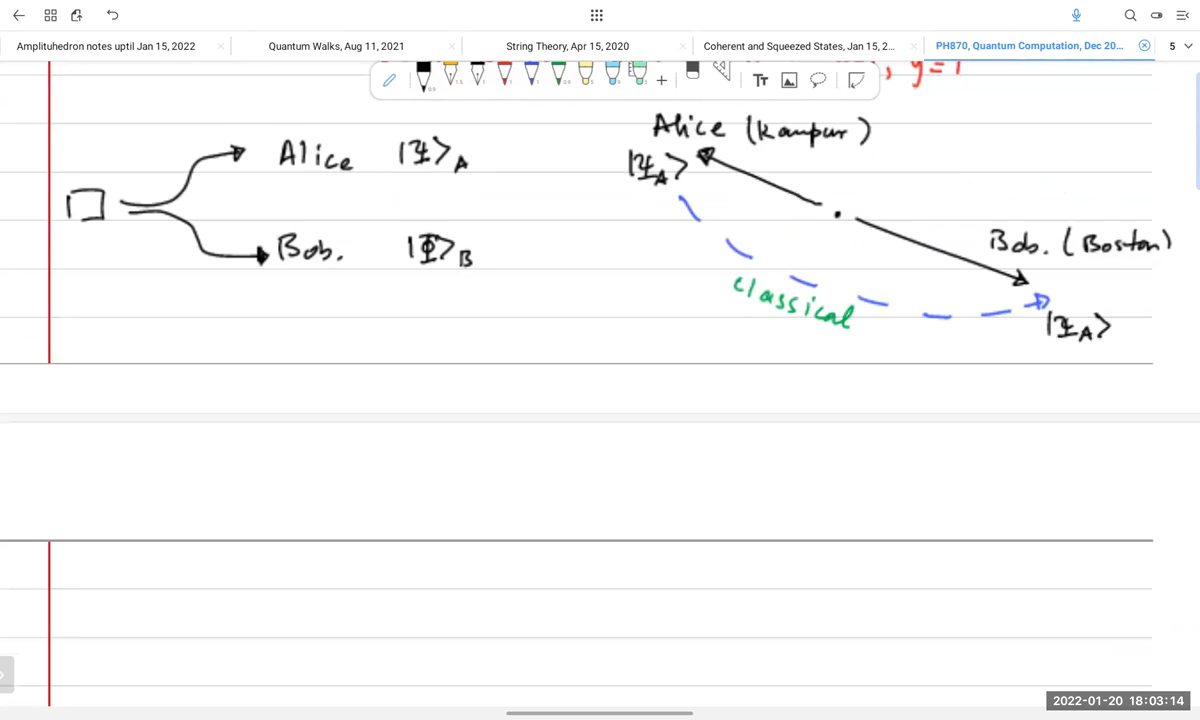 Amplituhedron notes uptil Jan 15, 2022
Quantum Walks, Aug 11, 2021
String Theory, Apr 15, 2020
Coherent and Squeezed States, Jan 15, 2...
PH870, Quantum Computation, Dec 20...
5
, y=1
Tт
Alice |Ψ⟩_A
Bob. |Φ⟩_B
Alice (Kanpur)
|Ψ_A⟩
Bob. (Boston)
classical
|Ψ_A⟩
2022-01-20 18:03:14